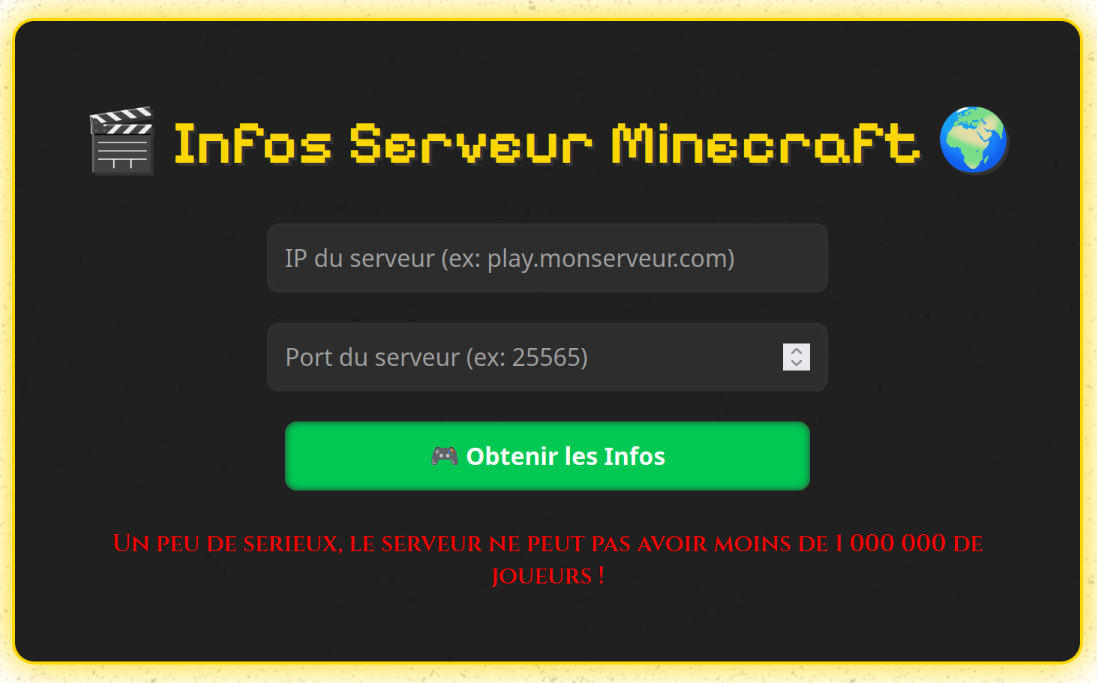 Infos Serveur Minecraft
IP du serveur (ex: play.monserveur.com)
Port du serveur (ex: 25565)
Obtenir les Infos
Un peu de serieux, le serveur ne peut pas avoir moins de 1 000 000 de
joueurs !